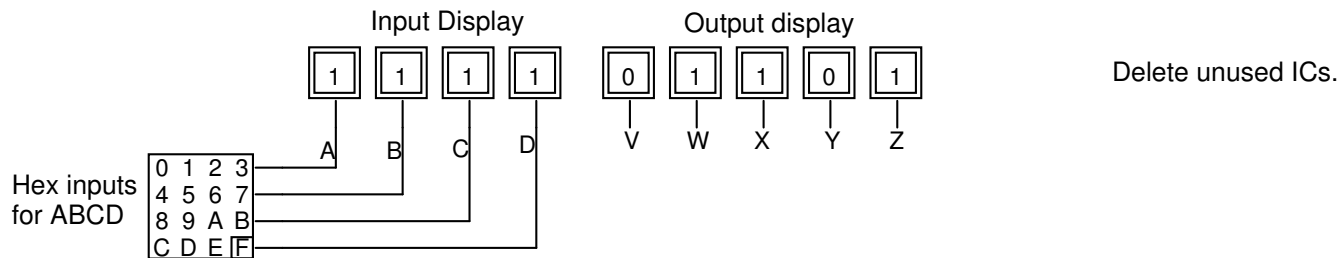 Input Display
Output display
1 1 1 1 0 1 1 0 1
Delete unused ICs.
A B C D V W X Y Z
Hex inputs
for ABCD
0 1 2 3
4 5 6 7
8 9 A B
C D E F